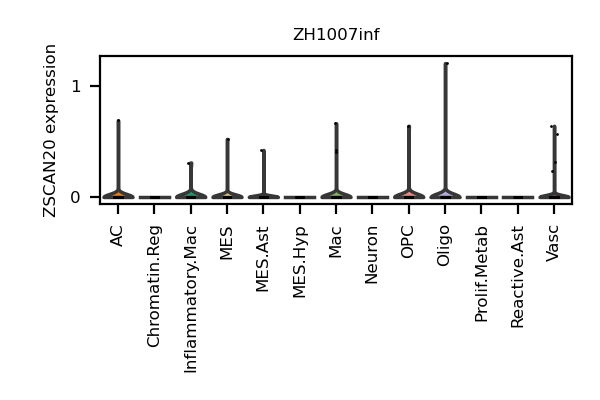 ZH1007inf
ZSCAN20 expression
1
0
AC
Chromatin.Reg
Inflammatory.Mac
MES
MES.Ast
MES.Hyp
Mac
Neuron
OPC
Oligo
Prolif.Metab
Reactive.Ast
Vasc